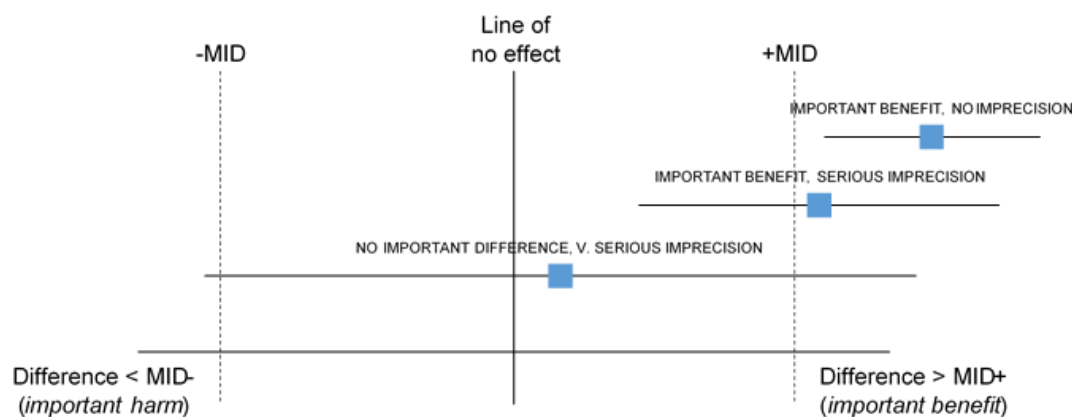 Line of
no effect
-MID
+MID
IMPORTANT BENEFIT, NO IMPRECISION
IMPORTANT BENEFIT, SERIOUS IMPRECISION
NO IMPORTANT DIFFERENCE, V. SERIOUS IMPRECISION
Difference < MID-
(important harm)
Difference > MID+
(important benefit)